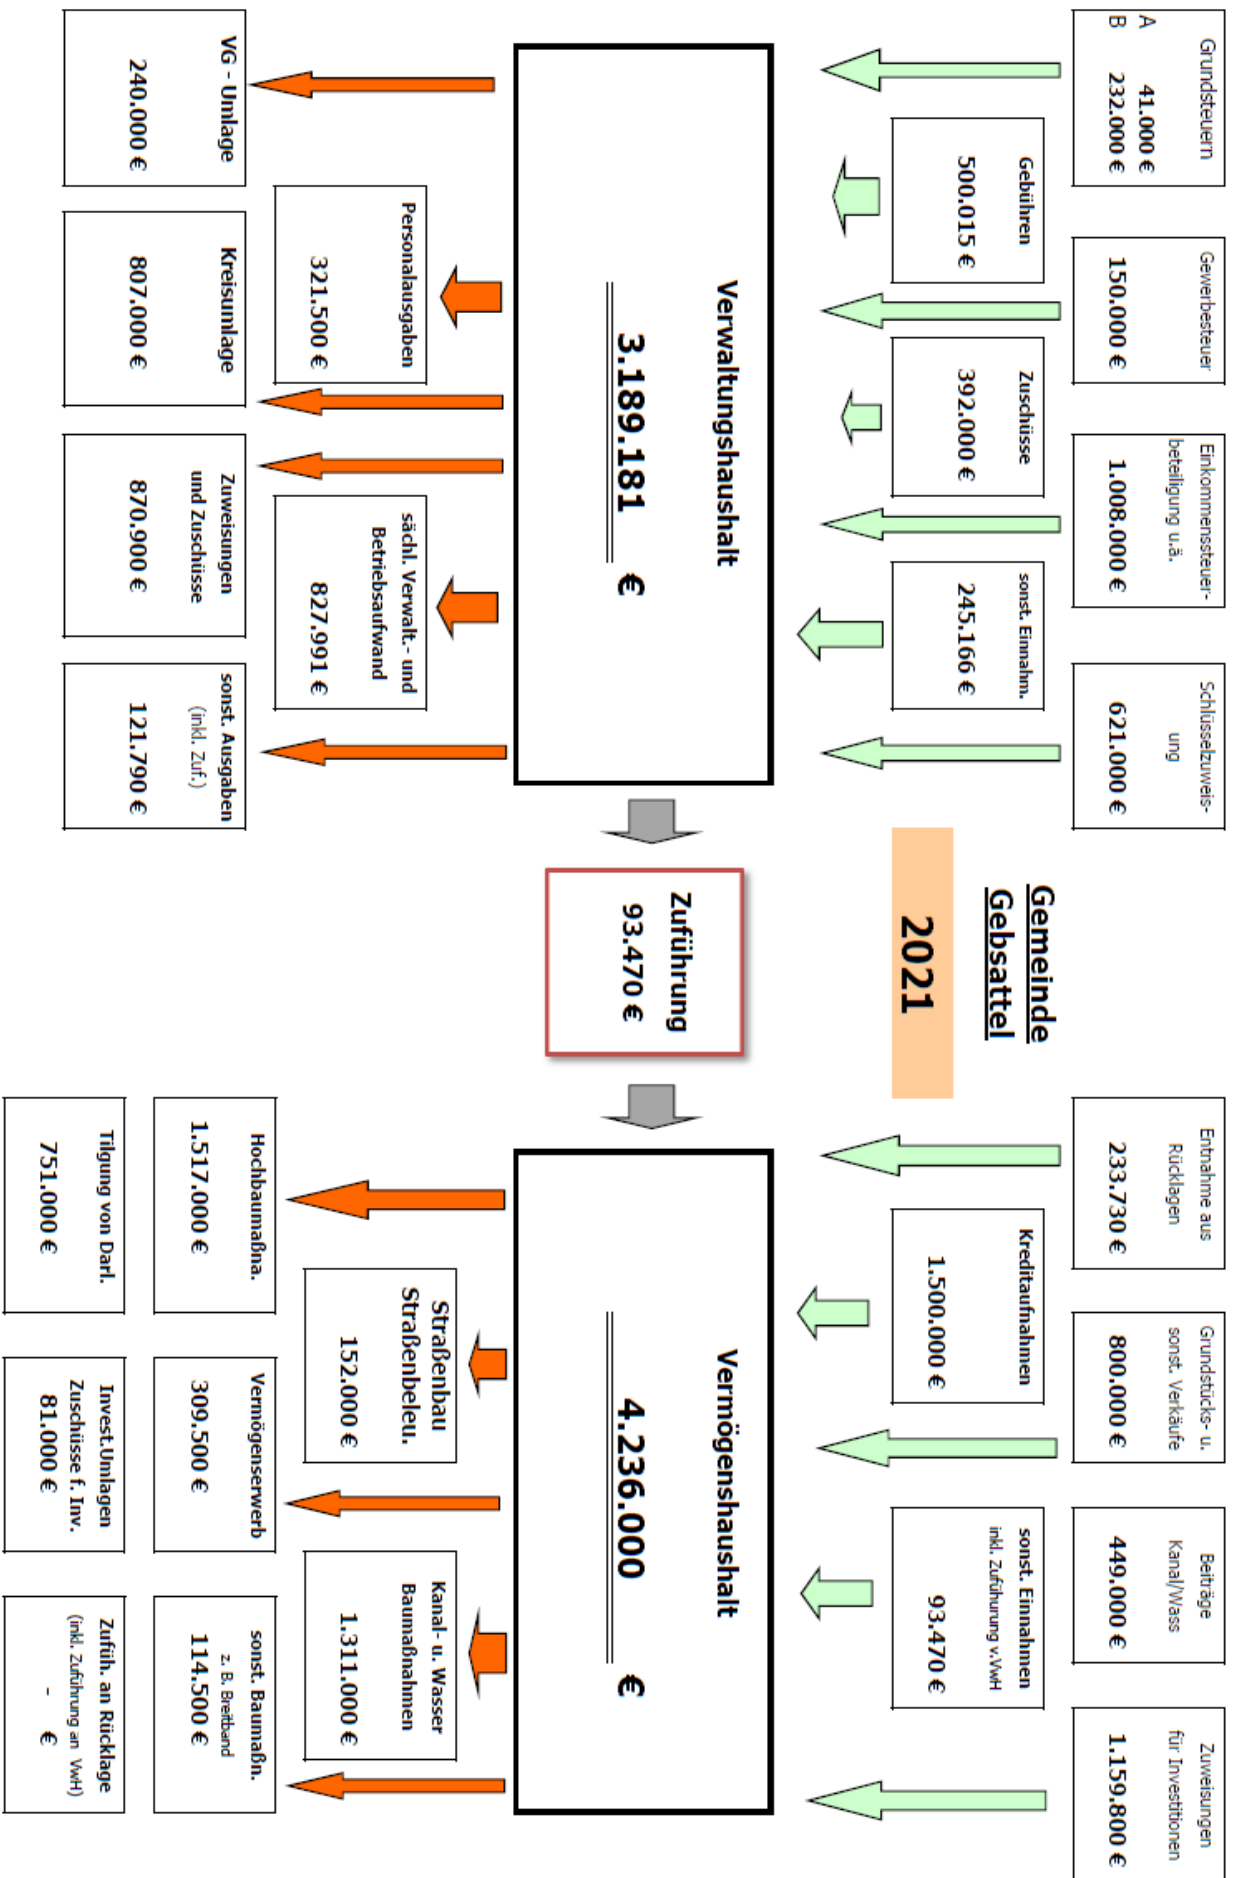 Grundsteuern
A 41.000 €
B 232.000 €
Gewerbesteuer
150.000 €
Einkommenssteuer-
beteiligung u.ä.
1.008.000 €
Schlüsselzuweis-
ung
621.000 €
Gebühren
500.015 €
Zuschüsse
392.000 €
sonst. Einnahm.
245.166 €
Verwaltungshaushalt
3.189.181 €
Personalausgaben
321.500 €
sächl. Verwalt.- und
Betriebsaufwand
827.991 €
VG - Umlage
240.000 €
Kreisumlage
807.000 €
Zuweisungen
und Zuschüsse
870.900 €
sonst. Ausgaben
(inkl. Zuf.)
121.790 €
Gemeinde
Gebsattel
2021
Zuführung
93.470 €
Entnahme aus
Rücklagen
233.730 €
Grundstücks- u.
sonst. Verkäufe
800.000 €
Beiträge
Kanal/Wass
449.000 €
Zuweisungen
für Investitionen
1.159.800 €
Kreditaufnahmen
1.500.000 €
sonst. Einnahmen
inkl. Zuführung v.VwH
93.470 €
Vermögenshaushalt
4.236.000 €
Straßenbau
Straßenbeleu.
152.000 €
Kanal- u. Wasser
Baumaßnahmen
1.311.000 €
Hochbaumaßna.
1.517.000 €
Vermögenserwerb
309.500 €
sonst. Baumaßn.
z. B. Breitband
114.500 €
Tilgung von Darl.
751.000 €
Invest.Umlagen
Zuschüsse f. Inv.
81.000 €
Zufüh. an Rücklage
(inkl. Zuführung an VwH)
- €